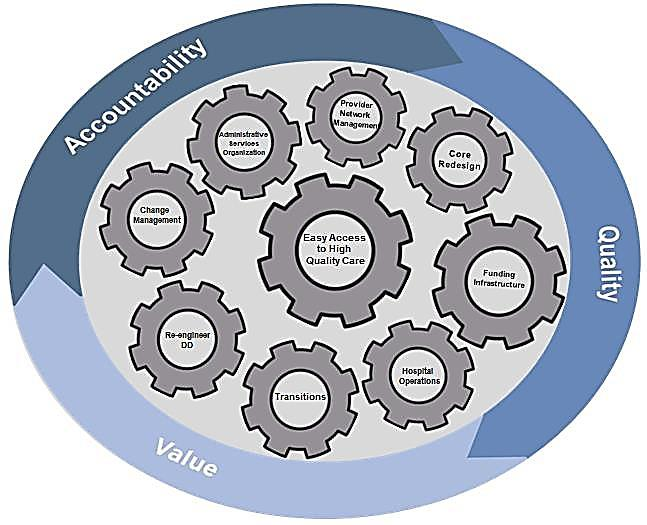 Accountability
Provider
Network
Management
Administrative
Services
Organization
Core
Redesign
Change
Management
Easy Access
to High
Quality Care
Quality
Funding
Infrastructure
Re-engineer
DD
Hospital
Operations
Transitions
Value